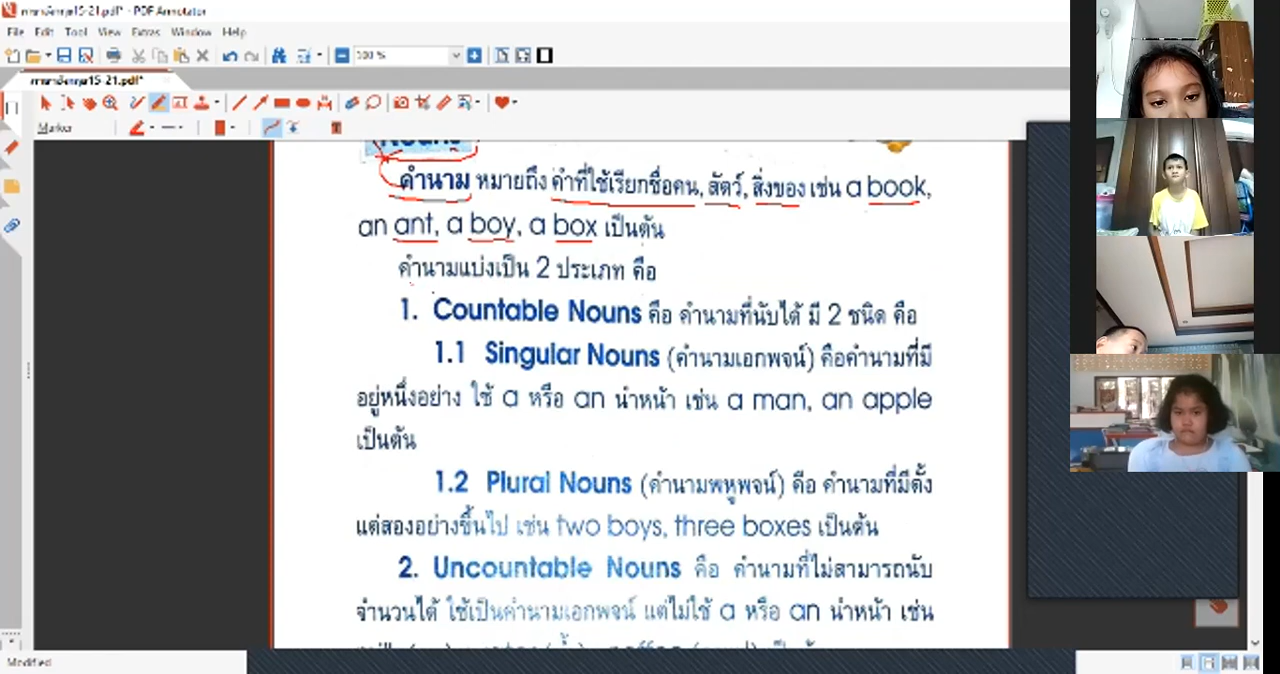 PDF Annotator
File Edit Tool View Extras Window Help
100 %
Marker
Nouns
คำนาม หมายถึง คำที่ใช้เรียกชื่อคน, สัตว์, สิ่งของ เช่น a book,
an ant, a boy, a box เป็นต้น
คำนามแบ่งเป็น 2 ประเภท คือ
1. Countable Nouns คือ คำนามที่นับได้ มี 2 ชนิด คือ
1.1 Singular Nouns (คำนามเอกพจน์) คือคำนามที่มี
อยู่หนึ่งอย่าง ใช้ a หรือ an นำหน้า เช่น a man, an apple
เป็นต้น
1.2 Plural Nouns (คำนามพหูพจน์) คือ คำนามที่มีตั้ง
แต่สองอย่างขึ้นไป เช่น two boys, three boxes เป็นต้น
2. Uncountable Nouns คือ คำนามที่ไม่สามารถนับ
จำนวนได้ ใช้เป็นคำนามเอกพจน์ แต่ไม่ใช้ a หรือ an นำหน้า เช่น
Modified